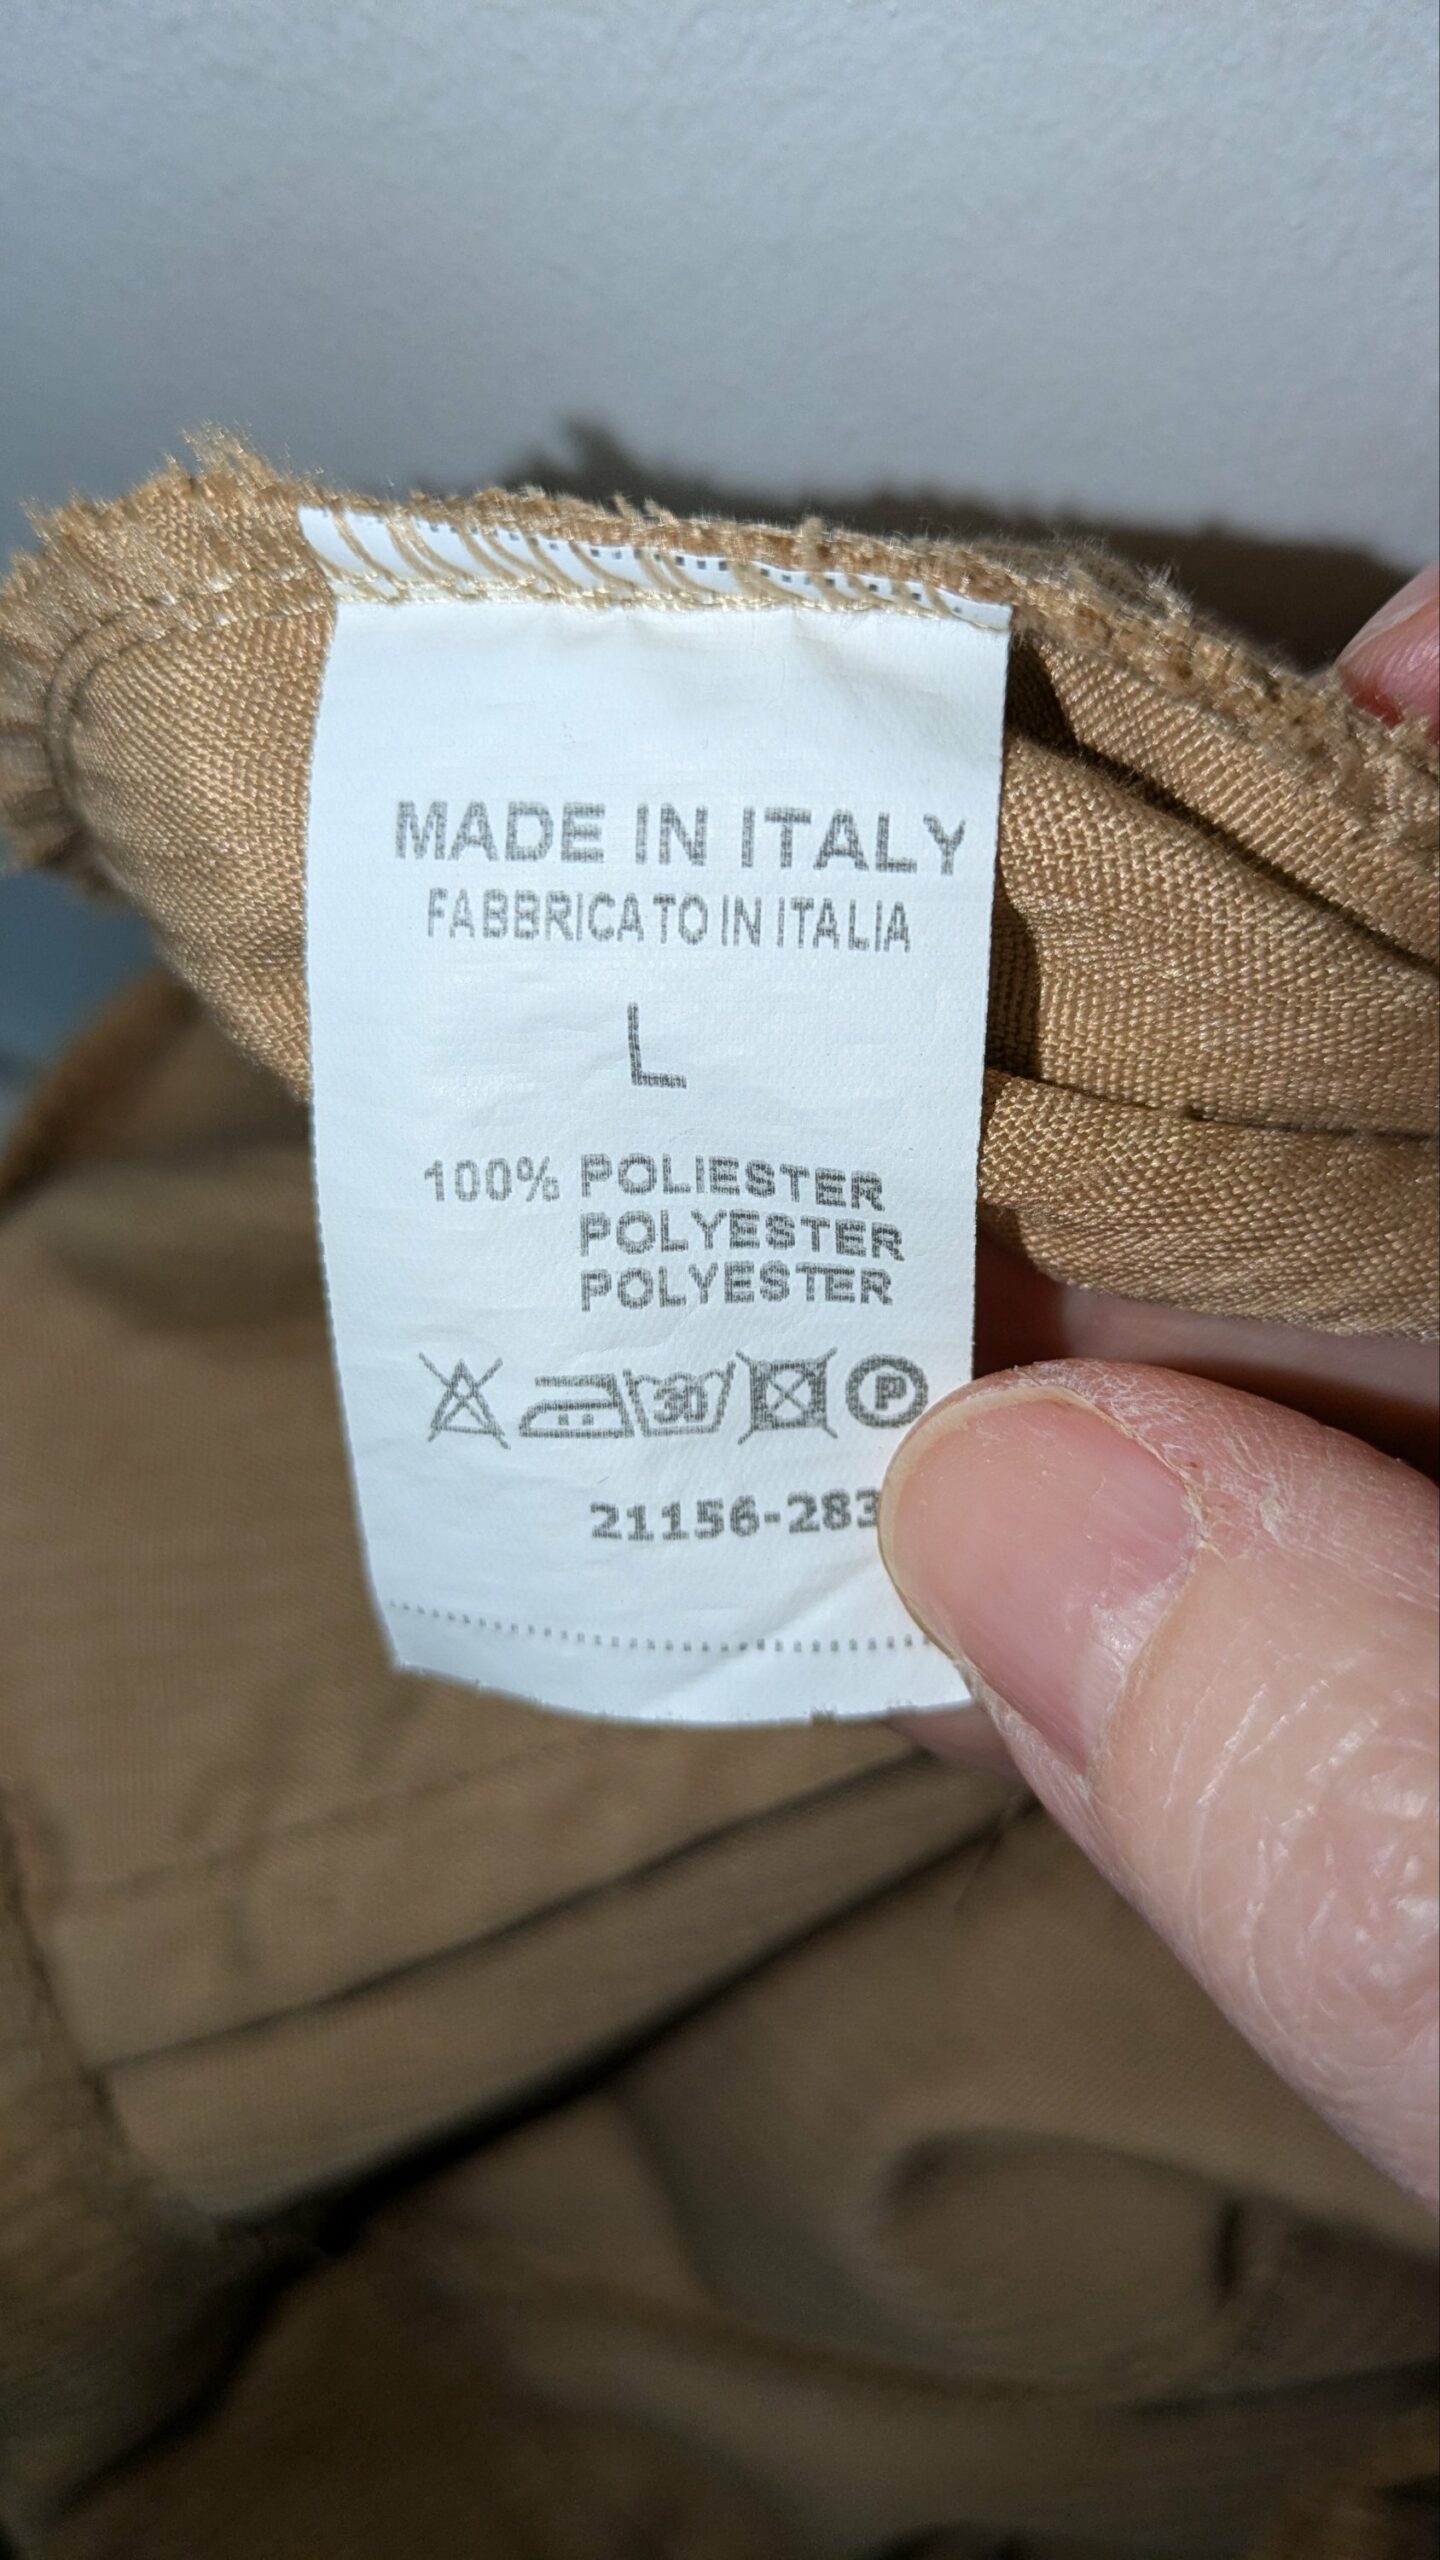 MADE IN ITALY
FABBRICATO IN ITALIA
L
100% POLIESTER
POLYESTER
POLYESTER
30 P
21156-283